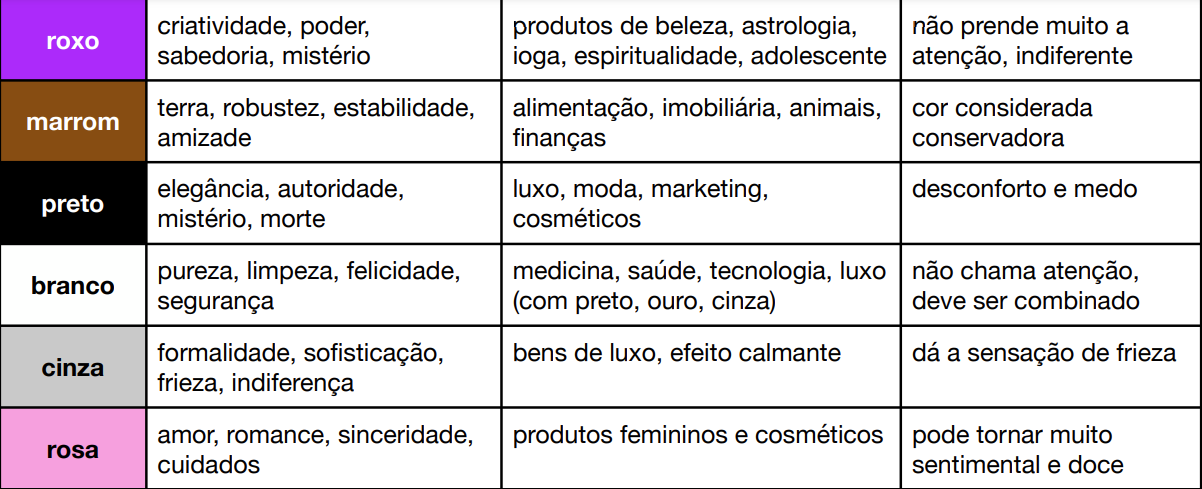 roxo
criatividade, poder,
sabedoria, mistério
produtos de beleza, astrologia,
ioga, espiritualidade, adolescente
não prende muito a
atenção, indiferente
marrom
terra, robustez, estabilidade,
amizade
alimentação, imobiliária, animais,
finanças
cor considerada
conservadora
preto
elegância, autoridade,
mistério, morte
luxo, moda, marketing,
cosméticos
desconforto e medo
branco
pureza, limpeza, felicidade,
segurança
medicina, saúde, tecnologia, luxo
(com preto, ouro, cinza)
não chama atenção,
deve ser combinado
cinza
formalidade, sofisticação,
frieza, indiferença
bens de luxo, efeito calmante
dá a sensação de frieza
rosa
amor, romance, sinceridade,
cuidados
produtos femininos e cosméticos
pode tornar muito
sentimental e doce